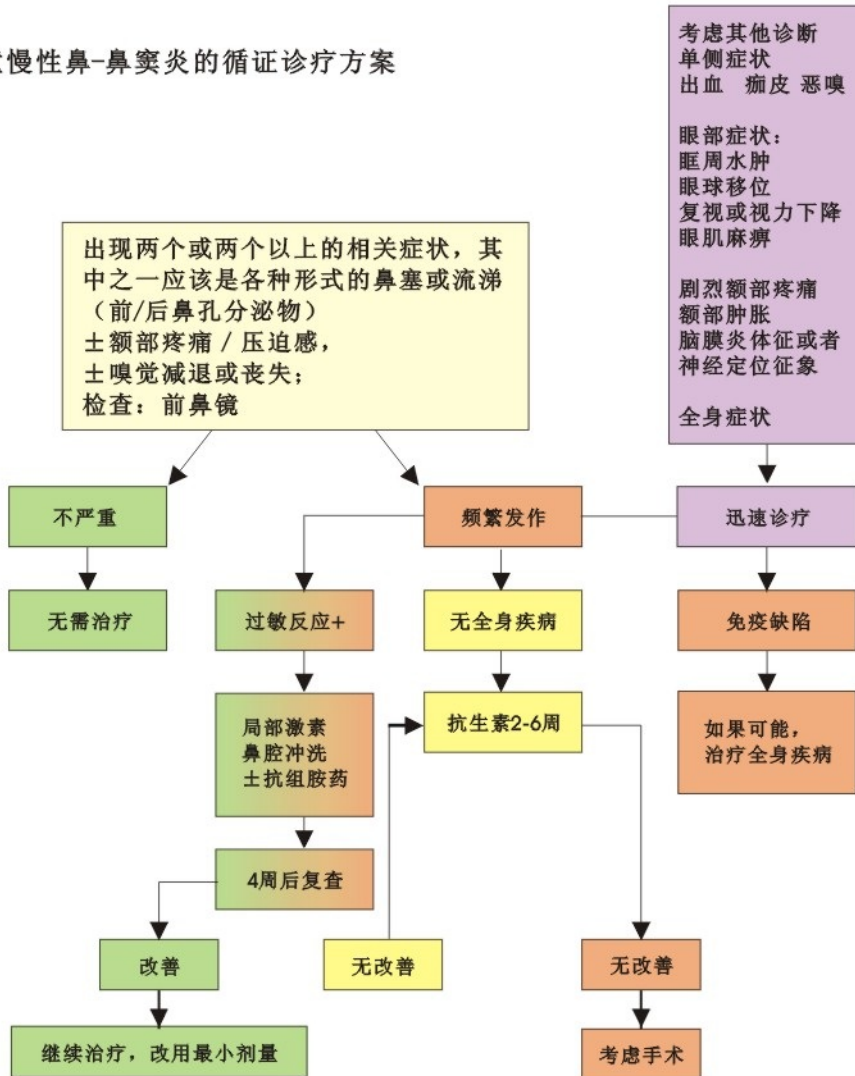 慢性鼻-鼻窦炎的循证诊疗方案
考虑其他诊断
单侧症状
出血 痂皮 恶嗅
眼部症状：
眶周水肿
眼球移位
复视或视力下降
眼肌麻痹
剧烈额部疼痛
额部肿胀
脑膜炎体征或者
神经定位征象
全身症状
出现两个或两个以上的相关症状，其
中之一应该是各种形式的鼻塞或流涕
（前/后鼻孔分泌物）
±额部疼痛 / 压迫感，
±嗅觉减退或丧失；
检查：前鼻镜
不严重
频繁发作
迅速诊疗
无需治疗
过敏反应+
无全身疾病
免疫缺陷
局部激素
鼻腔冲洗
士抗组胺药
抗生素2-6周
如果可能，
治疗全身疾病
4周后复查
改善
无改善
无改善
继续治疗，改用最小剂量
考虑手术